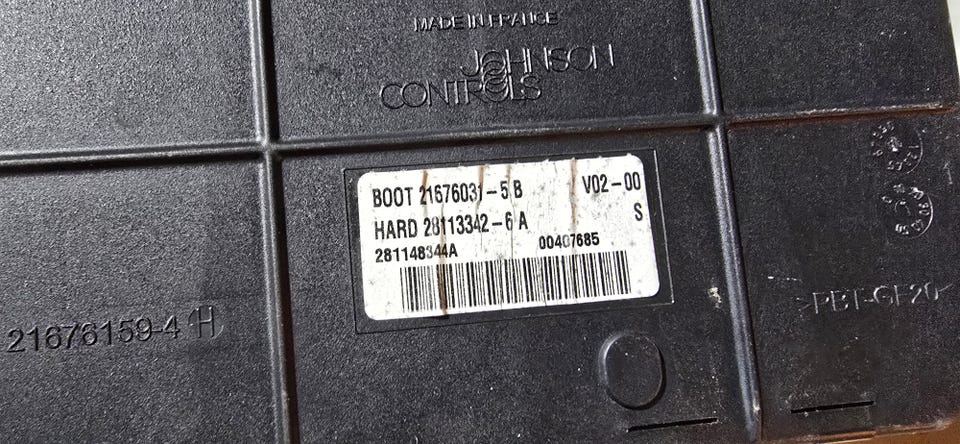 MADE IN FRANCE
JOHNSON
CONTROLS
BOOT 21676031-5 B V02-00
HARD 28113342-6 A S
281148344A 00407685
21676159-4 H
>PBT-GF20<